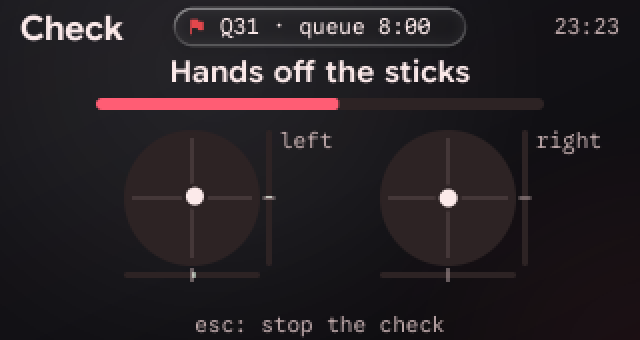 Check
Q31 · queue 8:00
23:23
Hands off the sticks
left
right
esc: stop the check